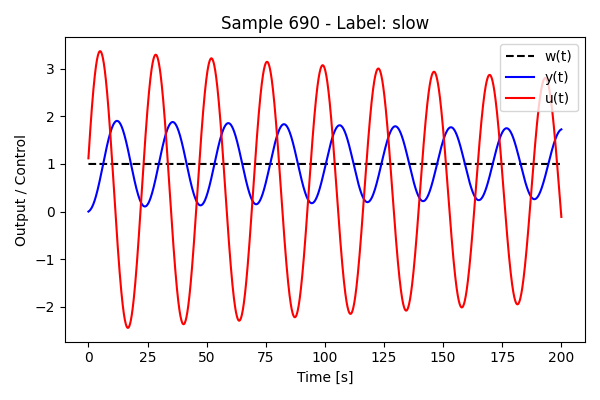 Sample 690 - Label: slow
w(t)
y(t)
u(t)
Output / Control
3
2
1
0
−1
−2
0
25
50
75
100
125
150
175
200
Time [s]